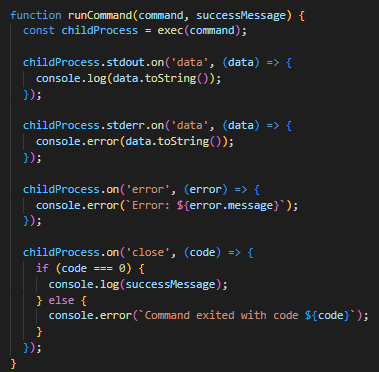 function runCommand(command, successMessage) {
  const childProcess = exec(command);

  childProcess.stdout.on('data', (data) => {
    console.log(data.toString());
  });

  childProcess.stderr.on('data', (data) => {
    console.error(data.toString());
  });

  childProcess.on('error', (error) => {
    console.error(`Error: ${error.message}`);
  });

  childProcess.on('close', (code) => {
    if (code === 0) {
      console.log(successMessage);
    } else {
      console.error(`Command exited with code ${code}`);
    }
  });
}